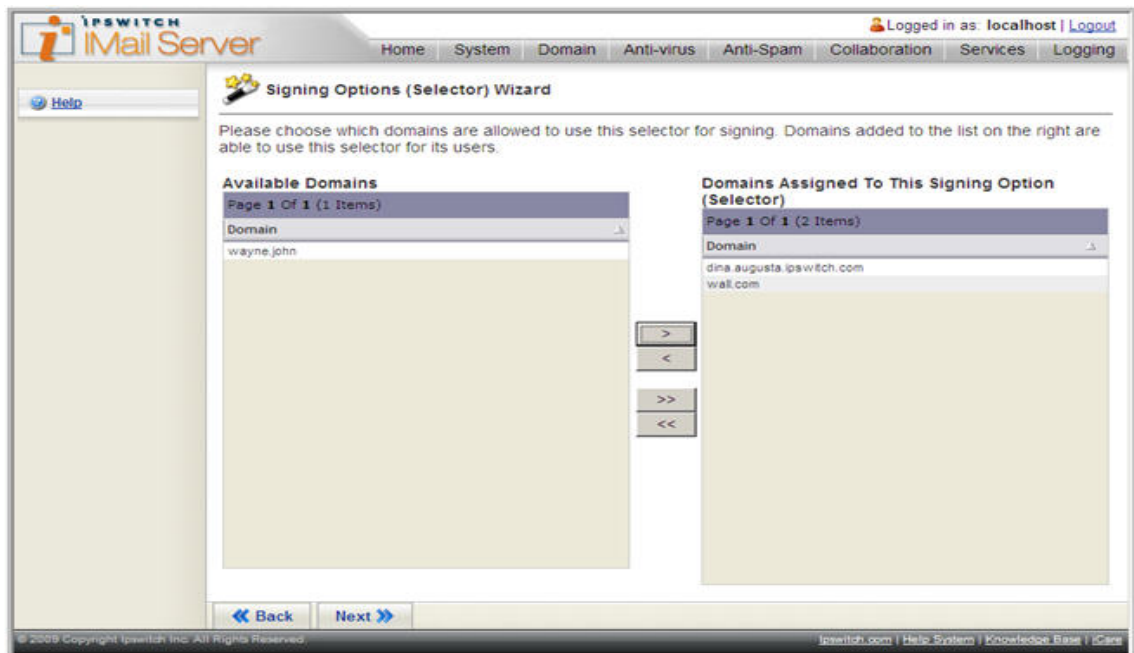 IPSWITCH
IMail Server
Logged in as: localhost | Logout
Home System Domain Anti-virus Anti-Spam Collaboration Services Logging
Help
Signing Options (Selector) Wizard
Please choose which domains are allowed to use this selector for signing. Domains added to the list on the right are
able to use this selector for its users.
Available Domains
Page 1 Of 1 (1 Items)
Domain
wayne.john
>
<
>>
<<
Domains Assigned To This Signing Option
(Selector)
Page 1 Of 1 (2 Items)
Domain
dina.augusta.ipswitch.com
wall.com
Back Next
© 2009 Copyright Ipswitch Inc. All Rights Reserved.
Ipswitch.com | Help System | Knowledge Base | iCare